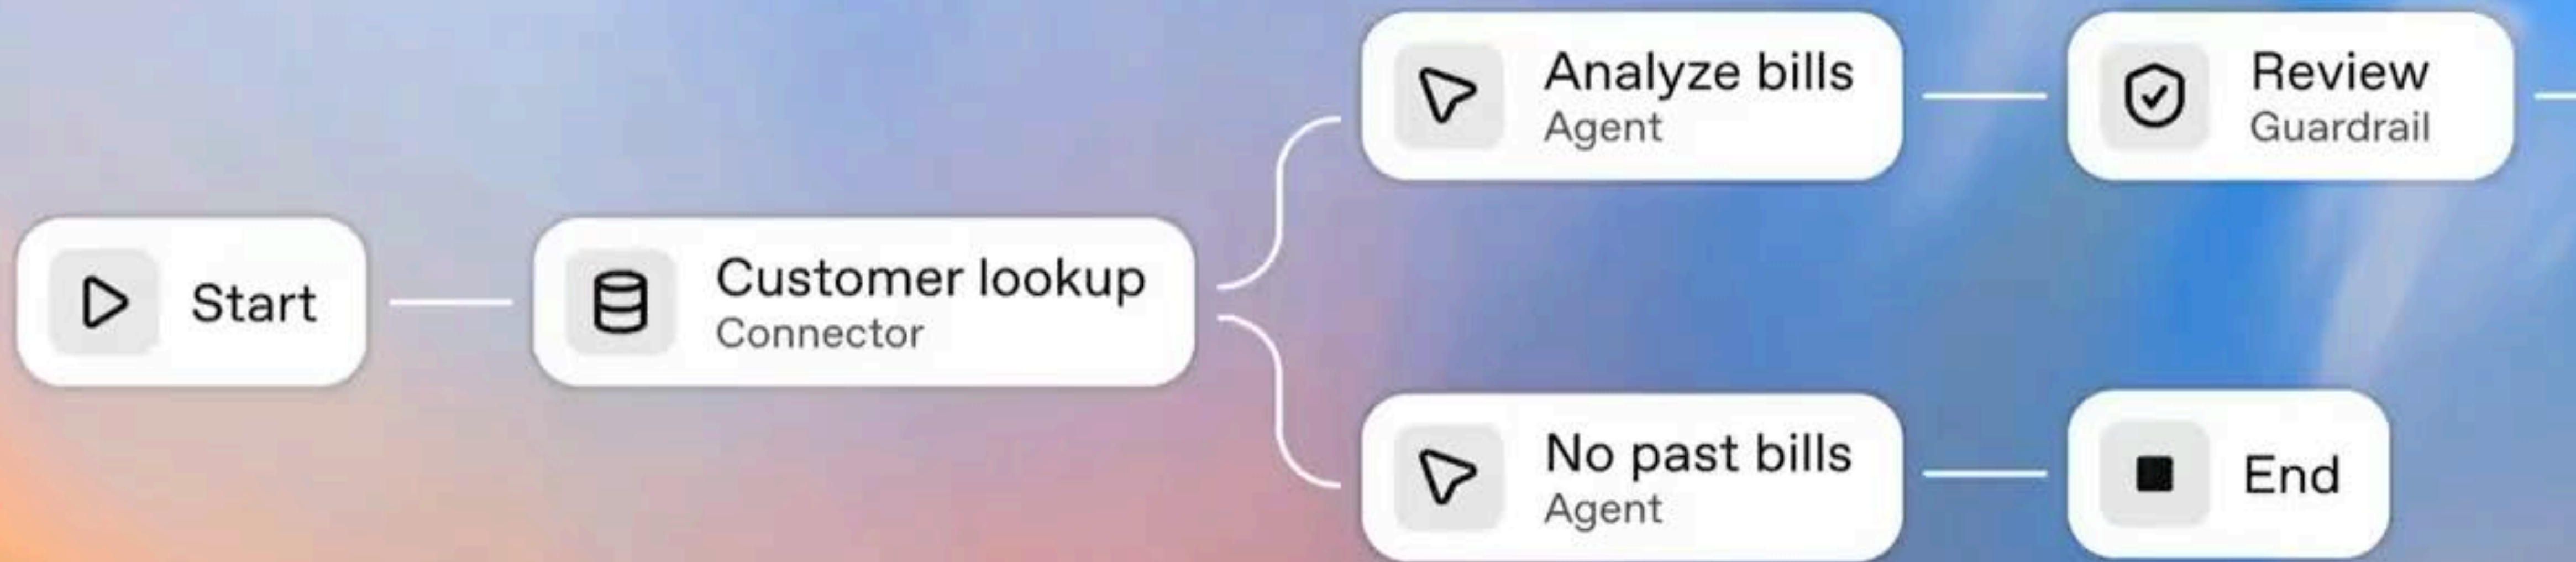 Start
Customer lookup
Connector
Analyze bills
Agent
Review
Guardrail
No past bills
Agent
End